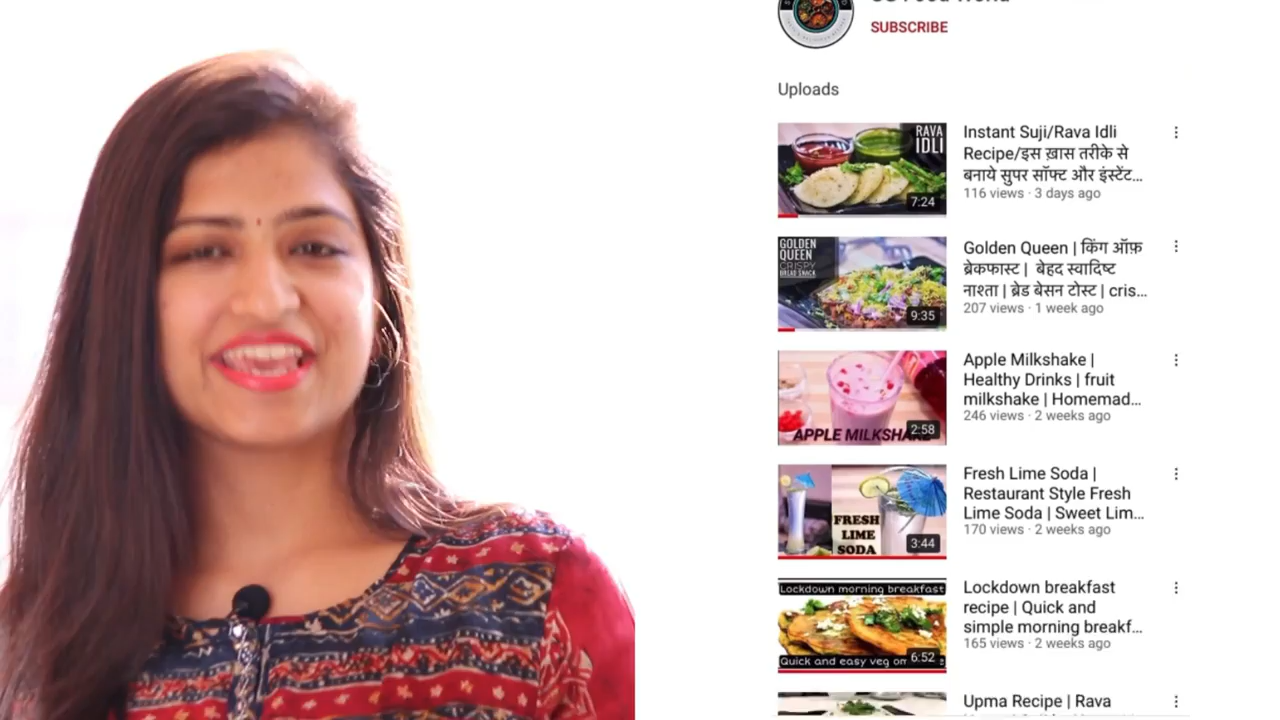 SUBSCRIBE
Uploads
RAVA
IDLI
7:24
Instant Suji/Rava Idli
Recipe/इस ख़ास तरीके से
बनाये सुपर सॉफ्ट और इंस्टेंट...
116 views · 3 days ago
GOLDEN
QUEEN
CRISPY
BREAD SNACK
9:35
Golden Queen | किंग ऑफ़
ब्रेकफास्ट | बेहद स्वादिष्ट
नाश्ता | ब्रेड बेसन टोस्ट | cris...
207 views · 1 week ago
APPLE MILKSHAKE
2:58
Apple Milkshake |
Healthy Drinks | fruit
milkshake | Homemad...
246 views · 2 weeks ago
FRESH
LIME
SODA
3:44
Fresh Lime Soda |
Restaurant Style Fresh
Lime Soda | Sweet Lim...
170 views · 2 weeks ago
Lockdown morning breakfast
Quick and easy veg
6:52
Lockdown breakfast
recipe | Quick and
simple morning breakf...
165 views · 2 weeks ago
Upma Recipe | Rava